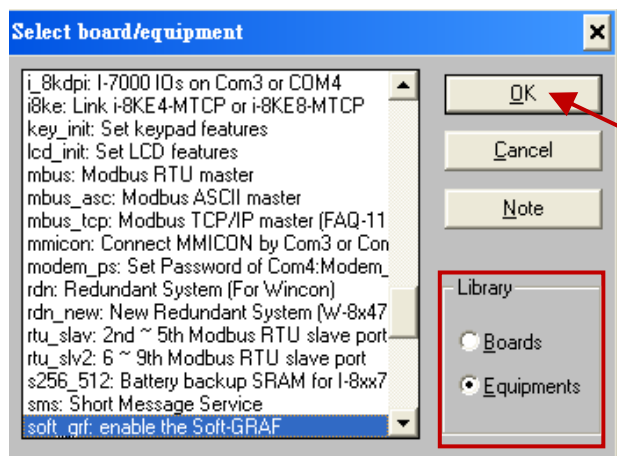 Select board/equipment
i_8kdpi: I-7000 IOs on Com3 or COM4
i8ke: Link i-8KE4-MTCP or i-8KE8-MTCP
key_init: Set keypad features
lcd_init: Set LCD features
mbus: Modbus RTU master
mbus_asc: Modbus ASCII master
mbus_tcp: Modbus TCP/IP master (FAQ-11
mmicon: Connect MMICON by Com3 or Con
modem_ps: Set Password of Com4:Modem_
rdn: Redundant System (For Wincon)
rdn_new: New Redundant System (W-8x47
rtu_slav: 2nd ~ 5th Modbus RTU slave port
rtu_slv2: 6 ~ 9th Modbus RTU slave port
s256_512: Battery backup SRAM for I-8xx7
sms: Short Message Service
soft_grf: enable the Soft-GRAF
OK
Cancel
Note
Library
Boards
Equipments